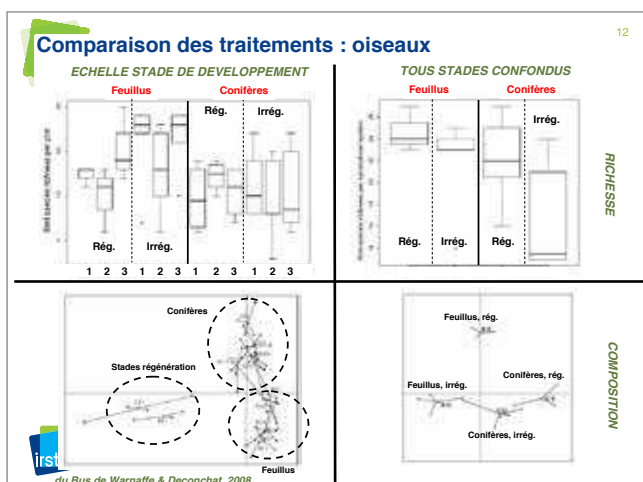 12
Comparaison des traitements : oiseaux
ECHELLE STADE DE DEVELOPPEMENT
TOUS STADES CONFONDUS
Feuillus
Conifères
Feuillus
Conifères
Rég.
Irrég.
Irrég.
Rég.
Irrég.
Rég.
Irrég.
Rég.
1 2 3 1 2 3 1 2 3 1 2 3
RICHESSE
Conifères
Stades régénération
Feuillus
Feuillus, rég.
Feuillus, irrég.
Conifères, rég.
Conifères, irrég.
COMPOSITION
irst
du Bus de Warnaffe & Deconchat, 2008